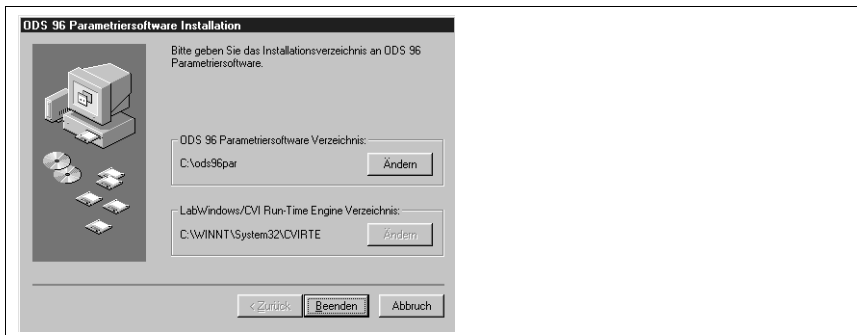 ODS 96 Parametriersoftware Installation
Bitte geben Sie das Installationsverzeichnis an ODS 96
Parametriersoftware.
ODS 96 Parametriersoftware Verzeichnis:
C:\ods96par
Ändern
LabWindows/CVI Run-Time Engine Verzeichnis:
C:\WINNT\System32\CVIRTE
Ändern
< Zurück
Beenden
Abbruch